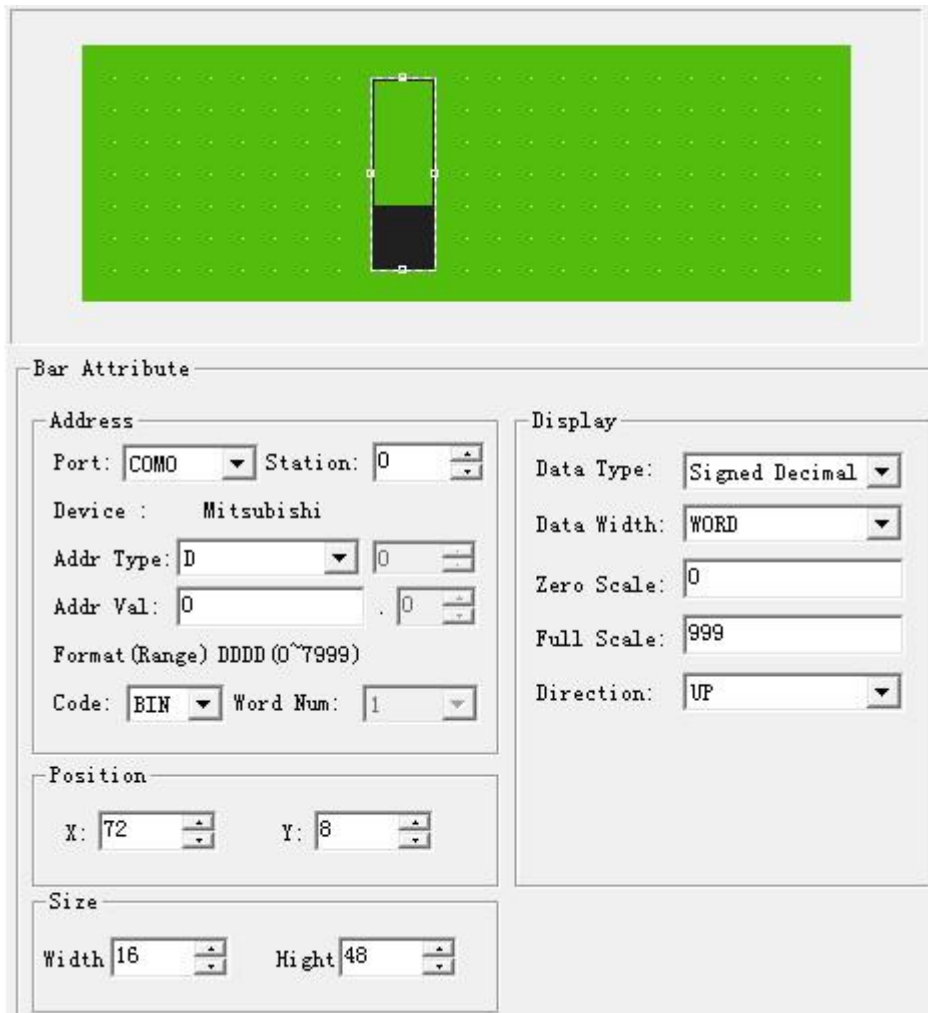 Bar Attribute
Address
Port: COM0 Station: 0
Device : Mitsubishi
Addr Type: D 0
Addr Val: 0 . 0
Format(Range) DDDD(0~7999)
Code: BIN Word Num: 1
Position
X: 72 Y: 8
Size
Width 16 Hight 48
Display
Data Type: Signed Decimal
Data Width: WORD
Zero Scale: 0
Full Scale: 999
Direction: UP